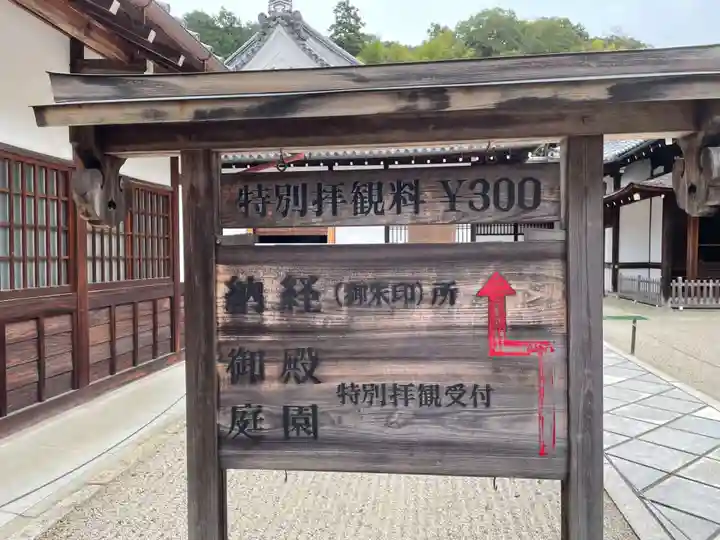 特別拝観料 ¥300
納経（御朱印）所
御殿
特別拝観受付
庭園